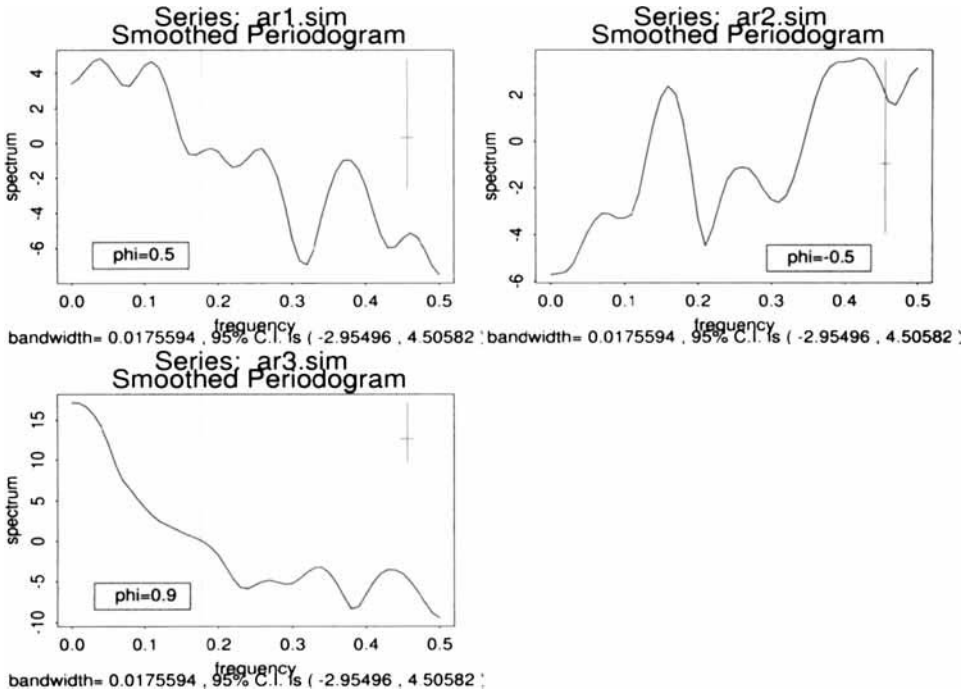 Series: ar1.sim
Smoothed Periodogram
spectrum
4
2
0
-2
-4
-6
phi=0.5
0.0 0.1 0.2 0.3 0.4 0.5
frequency
bandwidth= 0.0175594 , 95% C.I. is ( -2.95496 , 4.50582 )
Series: ar2.sim
Smoothed Periodogram
spectrum
2
0
-2
-4
-6
phi=-0.5
0.0 0.1 0.2 0.3 0.4 0.5
frequency
bandwidth= 0.0175594 , 95% C.I. is ( -2.95496 , 4.50582 )
Series: ar3.sim
Smoothed Periodogram
spectrum
15
10
5
0
-5
-10
phi=0.9
0.0 0.1 0.2 0.3 0.4 0.5
frequency
bandwidth= 0.0175594 , 95% C.I. is ( -2.95496 , 4.50582 )